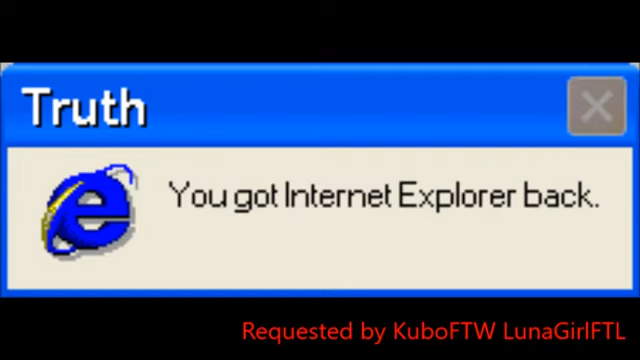 Truth
You got Internet Explorer back.
Requested by KuboFTW LunaGirlFTL